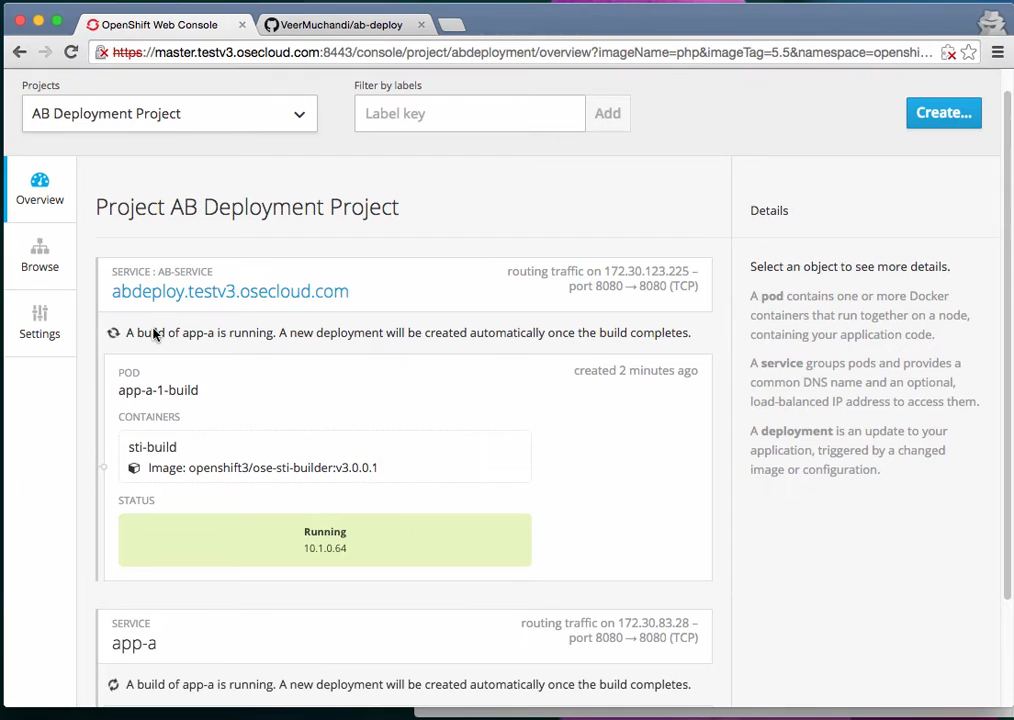 OpenShift Web Console
VeerMuchandi/ab-deploy
https://master.testv3.osecloud.com:8443/console/project/abdeployment/overview?imageName=php&imageTag=5.5&namespace=openshi...
Projects
Filter by labels
AB Deployment Project
Label key
Add
Create...
Overview
Browse
Settings
Project AB Deployment Project
SERVICE : AB-SERVICE
abdeploy.testv3.osecloud.com
routing traffic on 172.30.123.225 –
port 8080 → 8080 (TCP)
A build of app-a is running. A new deployment will be created automatically once the build completes.
POD
app-a-1-build
created 2 minutes ago
CONTAINERS
sti-build
Image: openshift3/ose-sti-builder:v3.0.0.1
STATUS
Running
10.1.0.64
SERVICE
app-a
routing traffic on 172.30.83.28 –
port 8080 → 8080 (TCP)
A build of app-a is running. A new deployment will be created automatically once the build completes.
Details
Select an object to see more details.
A pod contains one or more Docker
containers that run together on a node,
containing your application code.
A service groups pods and provides a
common DNS name and an optional,
load-balanced IP address to access them.
A deployment is an update to your
application, triggered by a changed
image or configuration.